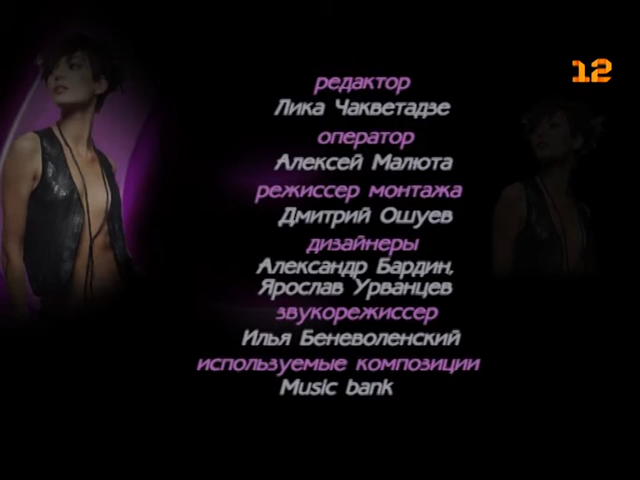 12
редактор
Лика Чакветадзе
оператор
Алексей Малюта
режиссер монтажа
Дмитрий Ошуев
дизайнеры
Александр Бардин,
Ярослав Урванцев
звукорежиссер
Илья Беневоленский
используемые композиции
Music bank